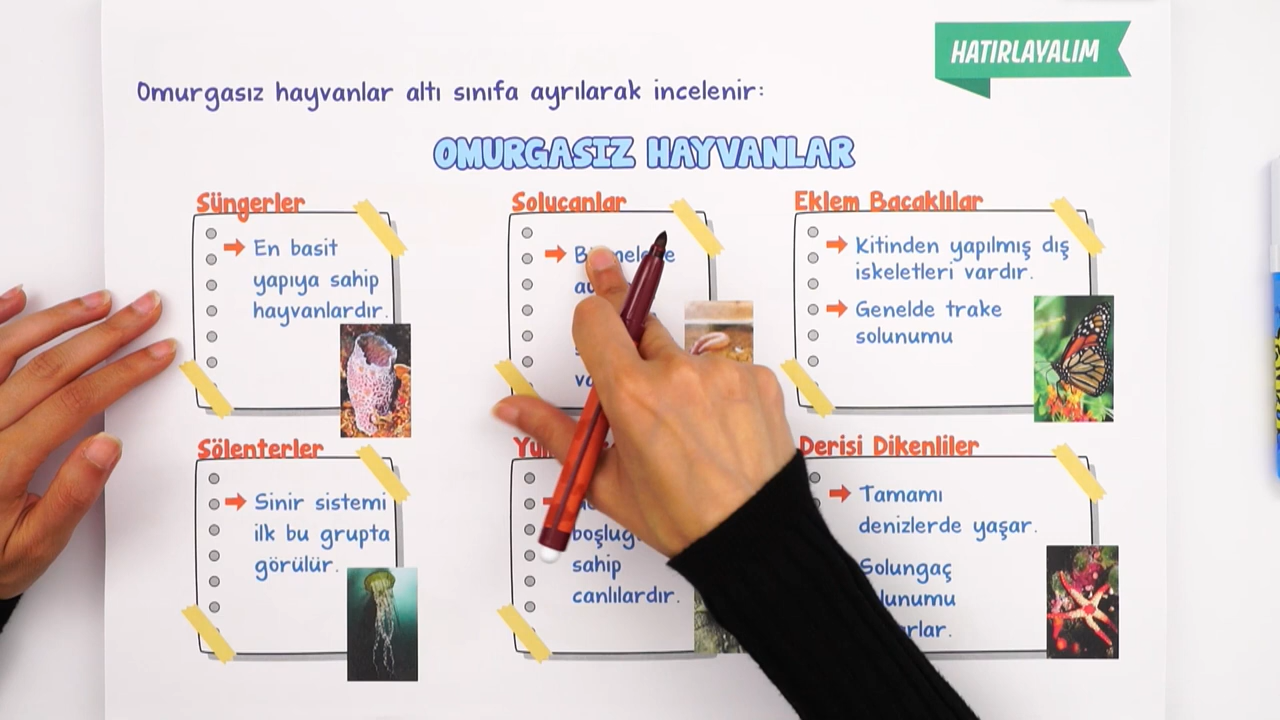 HATIRLAYALIM
Omurgasız hayvanlar altı sınıfa ayrılarak incelenir:
OMURGASIZ HAYVANLAR
Süngerler
En basit
yapıya sahip
hayvanlardır.
Solucanlar
Eklem Bacaklılar
Kitinden yapılmış dış
iskeletleri vardır.
Genelde trake
solunumu
Sölenterler
Sinir sistemi
ilk bu grupta
görülür.
sahip
canlılardır.
Derisi Dikenliler
Tamamı
denizlerde yaşar.
Solungaç